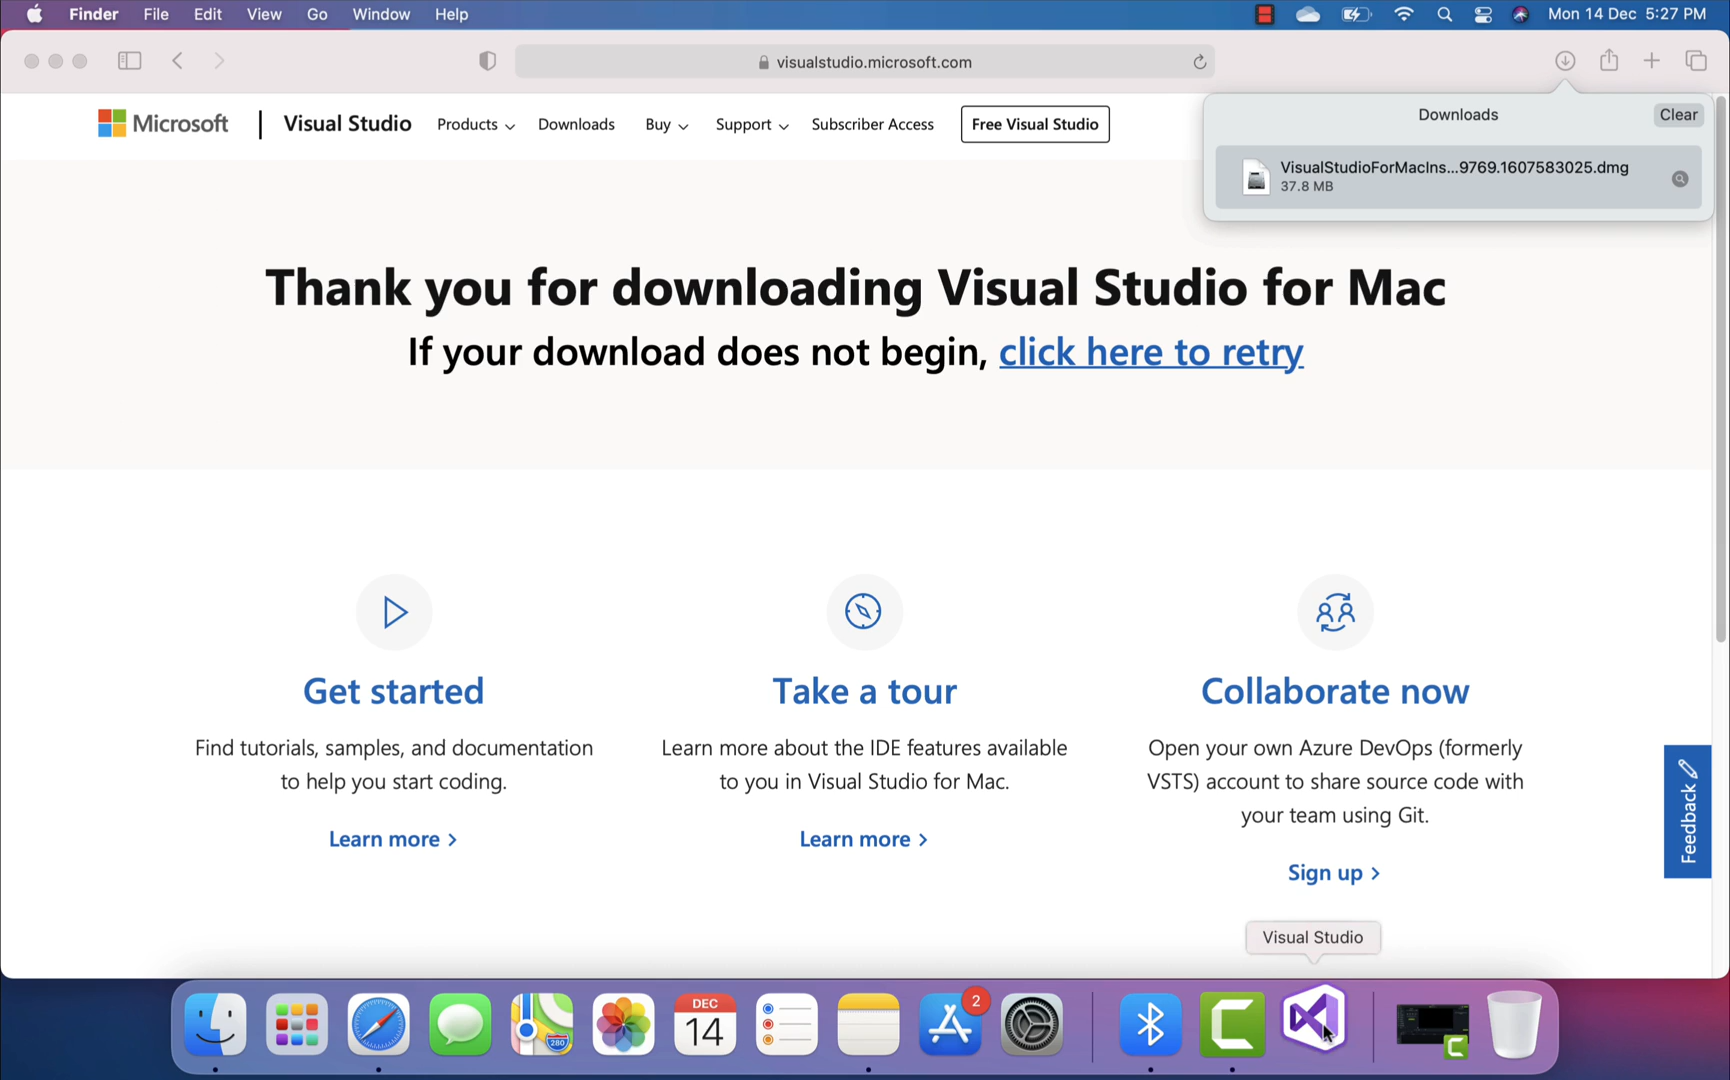 Finder File Edit View Go Window Help Mon 14 Dec 5:27 PM
visualstudio.microsoft.com
Microsoft | Visual Studio Products Downloads Buy Support Subscriber Access Free Visual Studio
Downloads Clear
VisualStudioForMacIns...9769.1607583025.dmg
37.8 MB
Thank you for downloading Visual Studio for Mac
If your download does not begin, click here to retry
Get started
Find tutorials, samples, and documentation
to help you start coding.
Learn more >
Take a tour
Learn more about the IDE features available
to you in Visual Studio for Mac.
Learn more >
Collaborate now
Open your own Azure DevOps (formerly
VSTS) account to share source code with
your team using Git.
Sign up >
Feedback
Visual Studio
280
DEC
14
2